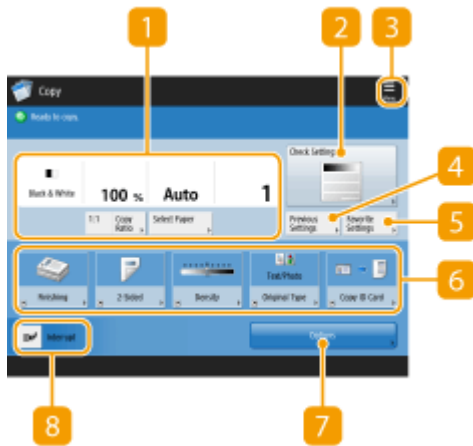 1
2
3
Copy
Ready to copy.
Check Setting
Black & White
100 %
Auto
1
1:1
Copy
Ratio
Select Paper
Previous
Settings
Favorite
Settings
4
5
Text/Photo
Finishing
2-Sided
Density
Original Type
Copy ID Card
6
Interrupt
Options
8
7